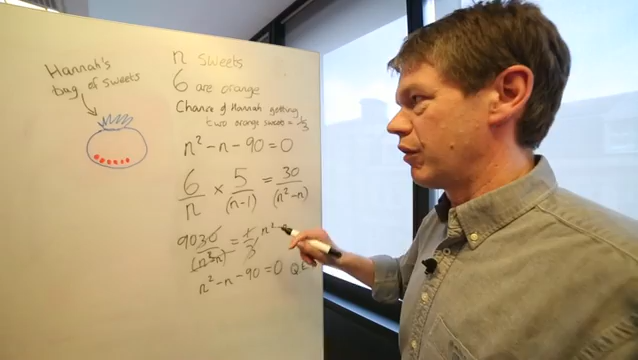 Hannah's
bag of sweets
n sweets
6 are orange
Chance of Hannah getting
two orange sweets = 1/3
n² - n - 90 = 0
6/n × 5/(n-1) = 30/(n²-n)
90 30/(n²-n) = 1/3 n²
n² - n - 90 = 0